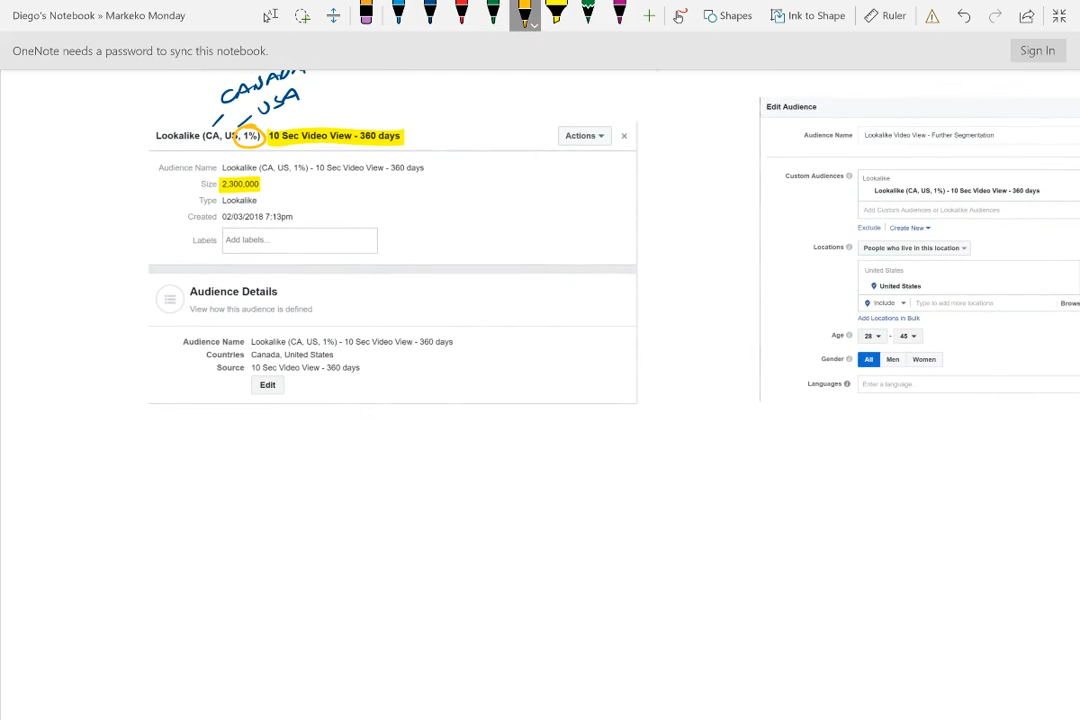 Diego's Notebook » Markeko Monday
Shapes
Ink to Shape
Ruler
OneNote needs a password to sync this notebook.
Sign In
CANADA
USA
Lookalike (CA, US, 1%) 10 Sec Video View - 360 days
Actions
Audience Name Lookalike (CA, US, 1%) - 10 Sec Video View - 360 days
Size 2,300,000
Type Lookalike
Created 02/03/2018 7:13pm
Labels Add labels...
Audience Details
View how this audience is defined
Audience Name Lookalike (CA, US, 1%) - 10 Sec Video View - 360 days
Countries Canada, United States
Source 10 Sec Video View - 360 days
Edit
Edit Audience
Audience Name Lookalike Video View - Further Segmentation
Custom Audiences Lookalike
Lookalike (CA, US, 1%) - 10 Sec Video View - 360 days
Add Custom Audiences or Lookalike Audiences
Exclude Create New
Locations People who live in this location
United States
United States
Include Type to add more locations Brows
Add Locations in Bulk
Age 28 - 45
Gender All Men Women
Languages Enter a language...